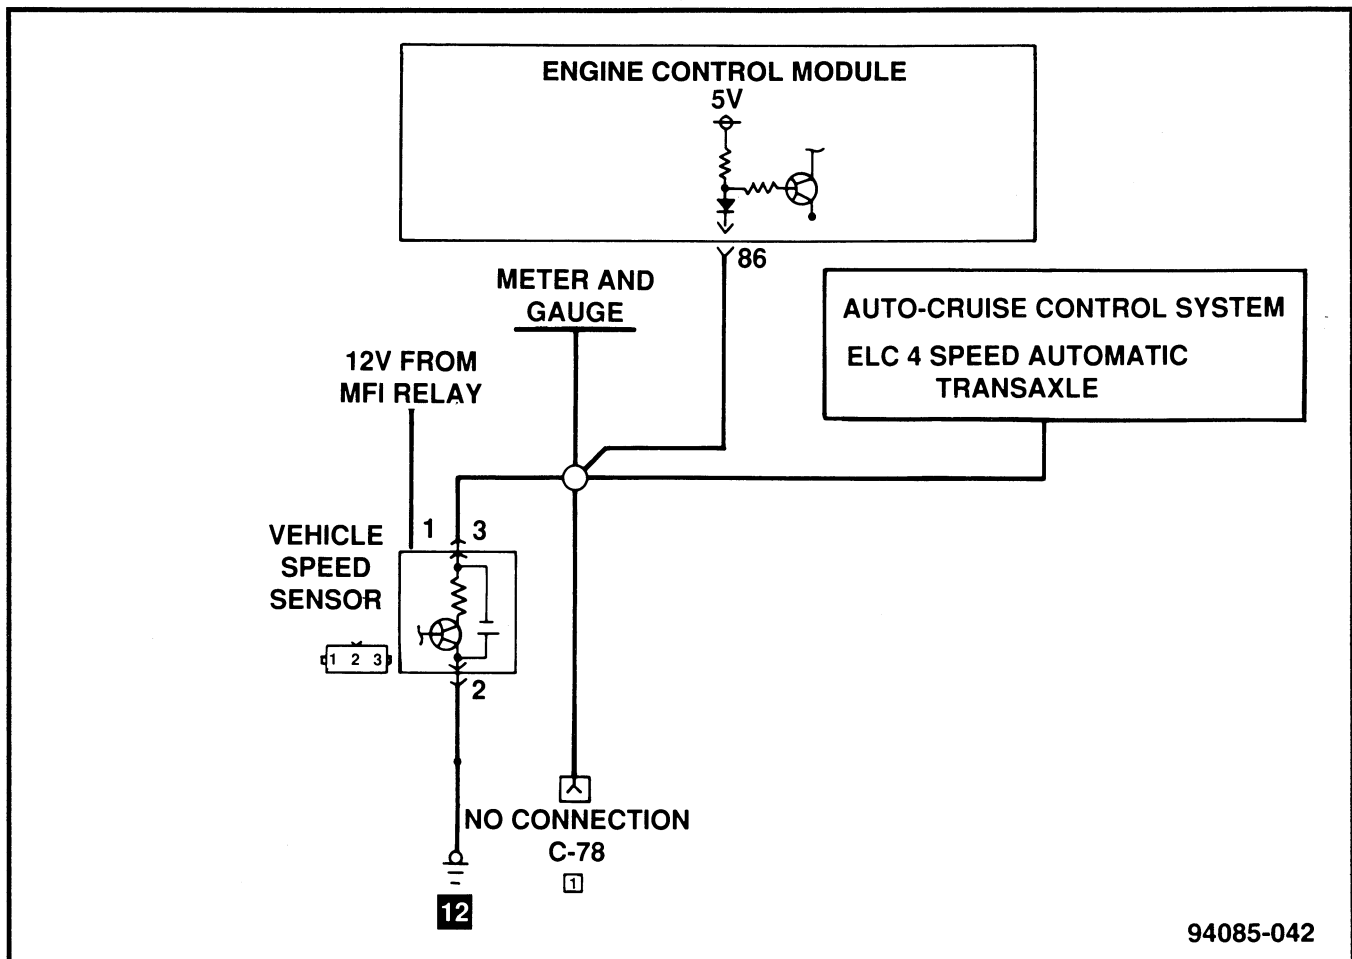 ENGINE CONTROL MODULE
5V
86
METER AND
GAUGE
AUTO-CRUISE CONTROL SYSTEM
ELC 4 SPEED AUTOMATIC
TRANSAXLE
12V FROM
MFI RELAY
1 3
VEHICLE
SPEED
SENSOR
1 2 3
2
NO CONNECTION
C-78
1
12
94085-042